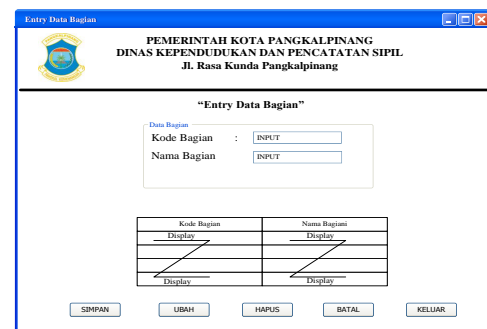 Entry Data Bagian
PEMERINTAH KOTA PANGKALPINANG
DINAS KEPENDUDUKAN DAN PENCATATAN SIPIL
Jl. Rasa Kunda Pangkalpinang
“Entry Data Bagian”
Data Bagian
Kode Bagian : INPUT
Nama Bagian INPUT
Kode Bagian Nama Bagiani
Display Display
Display Display
SIMPAN UBAH HAPUS BATAL KELUAR